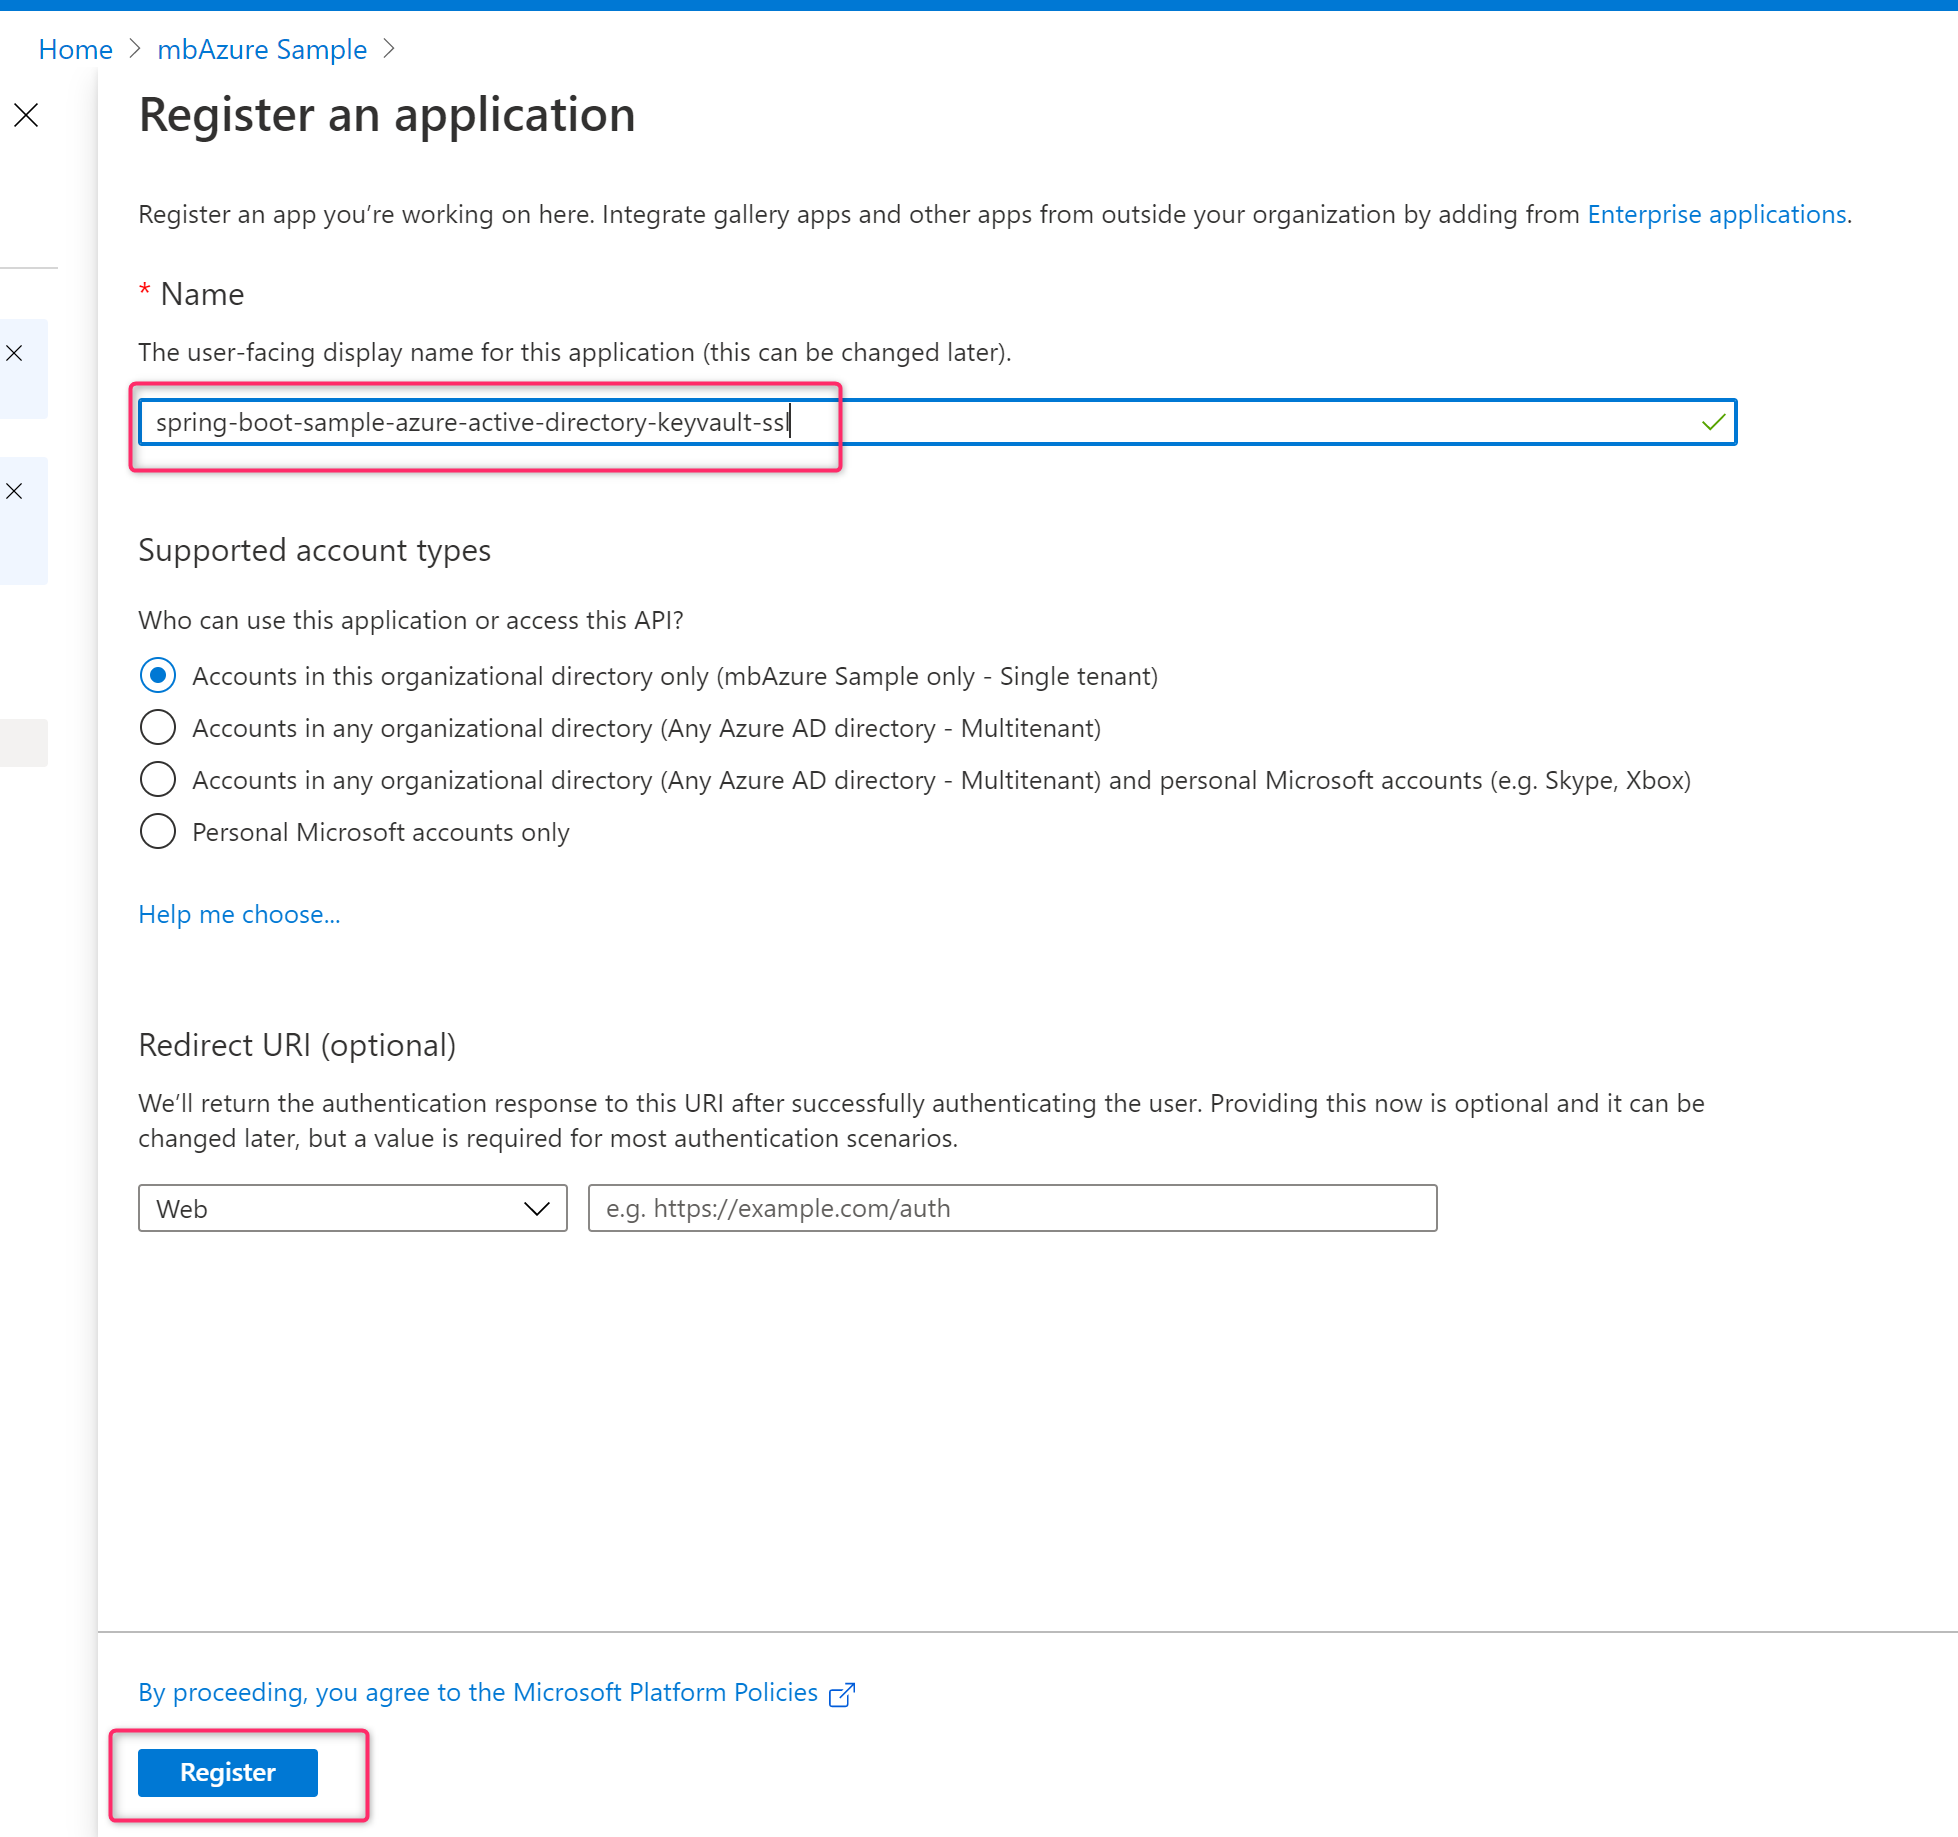 Home > mbAzure Sample >
Register an application
Register an app you’re working on here. Integrate gallery apps and other apps from outside your organization by adding from Enterprise applications.
* Name
The user-facing display name for this application (this can be changed later).
spring-boot-sample-azure-active-directory-keyvault-ssl
Supported account types
Who can use this application or access this API?
Accounts in this organizational directory only (mbAzure Sample only - Single tenant)
Accounts in any organizational directory (Any Azure AD directory - Multitenant)
Accounts in any organizational directory (Any Azure AD directory - Multitenant) and personal Microsoft accounts (e.g. Skype, Xbox)
Personal Microsoft accounts only
Help me choose...
Redirect URI (optional)
We’ll return the authentication response to this URI after successfully authenticating the user. Providing this now is optional and it can be
changed later, but a value is required for most authentication scenarios.
Web
e.g. https://example.com/auth
By proceeding, you agree to the Microsoft Platform Policies
Register